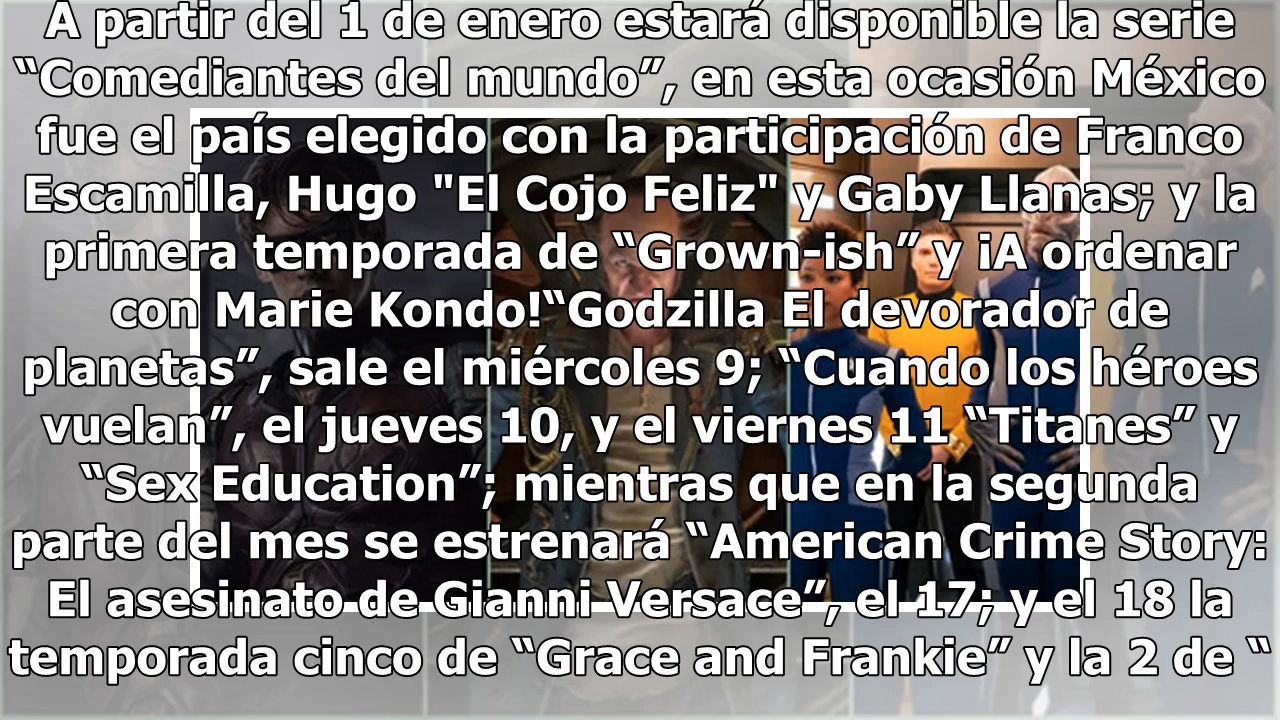 A partir del 1 de enero estará disponible la serie
“Comediantes del mundo”, en esta ocasión México
fue el país elegido con la participación de Franco
Escamilla, Hugo "El Cojo Feliz" y Gaby Llanas; y la
primera temporada de “Grown-ish” y ¡A ordenar
con Marie Kondo!“Godzilla El devorador de
planetas”, sale el miércoles 9; “Cuando los héroes
vuelan”, el jueves 10, y el viernes 11 “Titanes” y
“Sex Education”; mientras que en la segunda
parte del mes se estrenará “American Crime Story:
El asesinato de Gianni Versace”, el 17; y el 18 la
temporada cinco de “Grace and Frankie” y la 2 de “